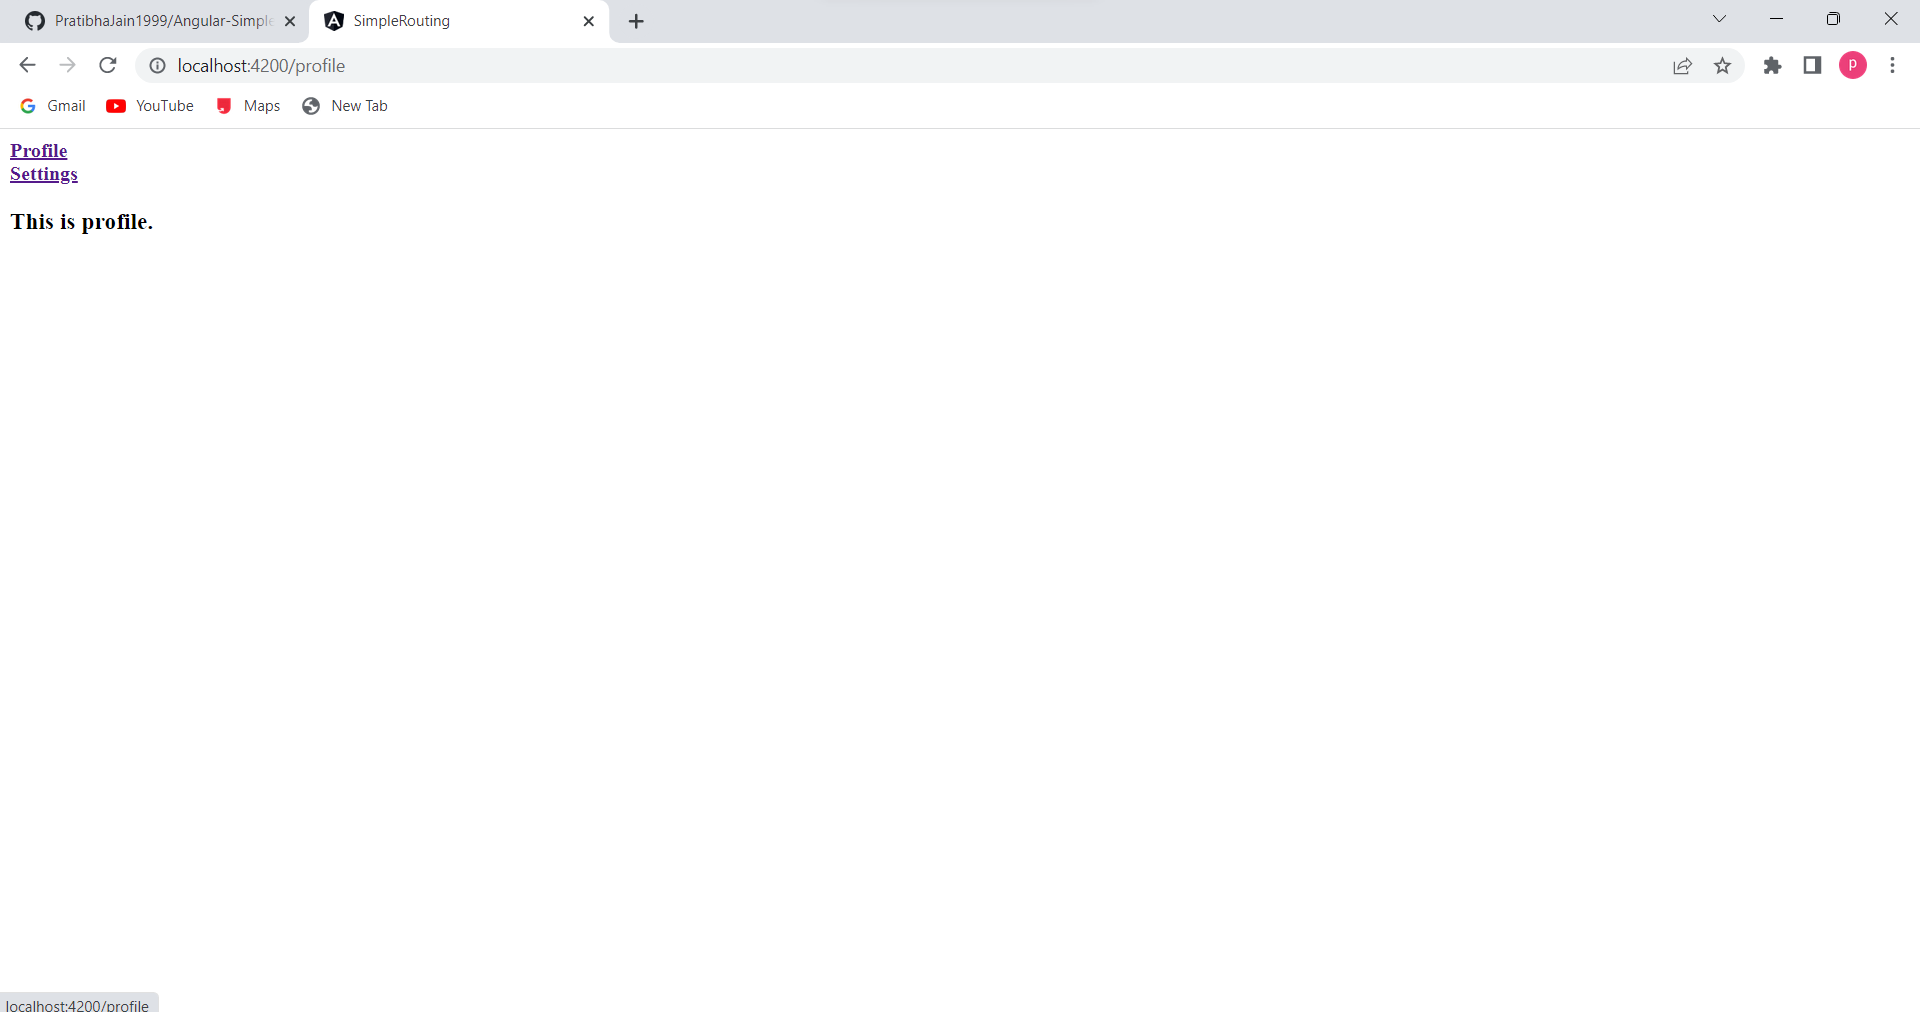 PratibhaJain1999/Angular-Simple
SimpleRouting
localhost:4200/profile
P
Gmail YouTube Maps New Tab
Profile
Settings
This is profile.
localhost:4200/profile